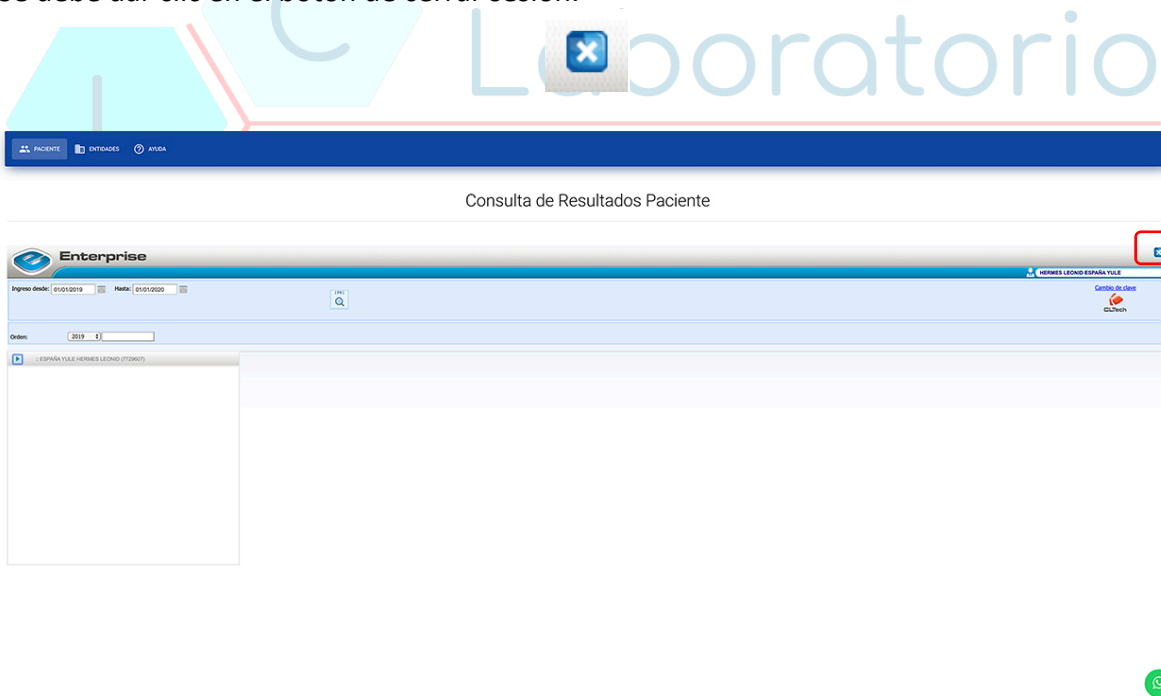 se debe dar clic en el botón de cerrar sesión.
L C
Laboratorio
PACIENTE ENTIDADES AYUDA
Consulta de Resultados Paciente
Enterprise
HERMES LEONID ESPAÑA YULE
Ingreso desde: 01/01/2019 Hasta: 01/01/2020
Cambio de clave
CLTech
Orden: 2019
:: ESPAÑA YULE HERMES LEONID (7729607)